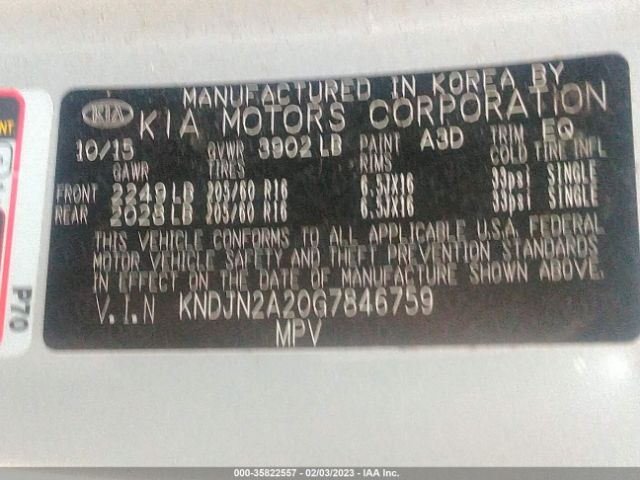 MANUFACTURED IN KOREA BY
KIA KIA MOTORS CORPORATION
10/15 GVWR 3902 LB PAINT A3D TRIM EQ
GAWR TIRES RIMS COLD TIRE INFL
FRONT 2249 LB 205/60 R16 6.5JX16 33psi SINGLE
REAR 2028 LB 205/60 R16 6.5JX16 33psi SINGLE
THIS VEHICLE CONFORMS TO ALL APPLICABLE U.S.A. FEDERAL
MOTOR VEHICLE SAFETY AND THEFT PREVENTION STANDARDS
IN EFFECT ON THE DATE OF MANUFACTURE SHOWN ABOVE.
V.I.N KNDJN2A20G7846759
MPV
P70
000-35822557 - 02/03/2023 - IAA Inc.